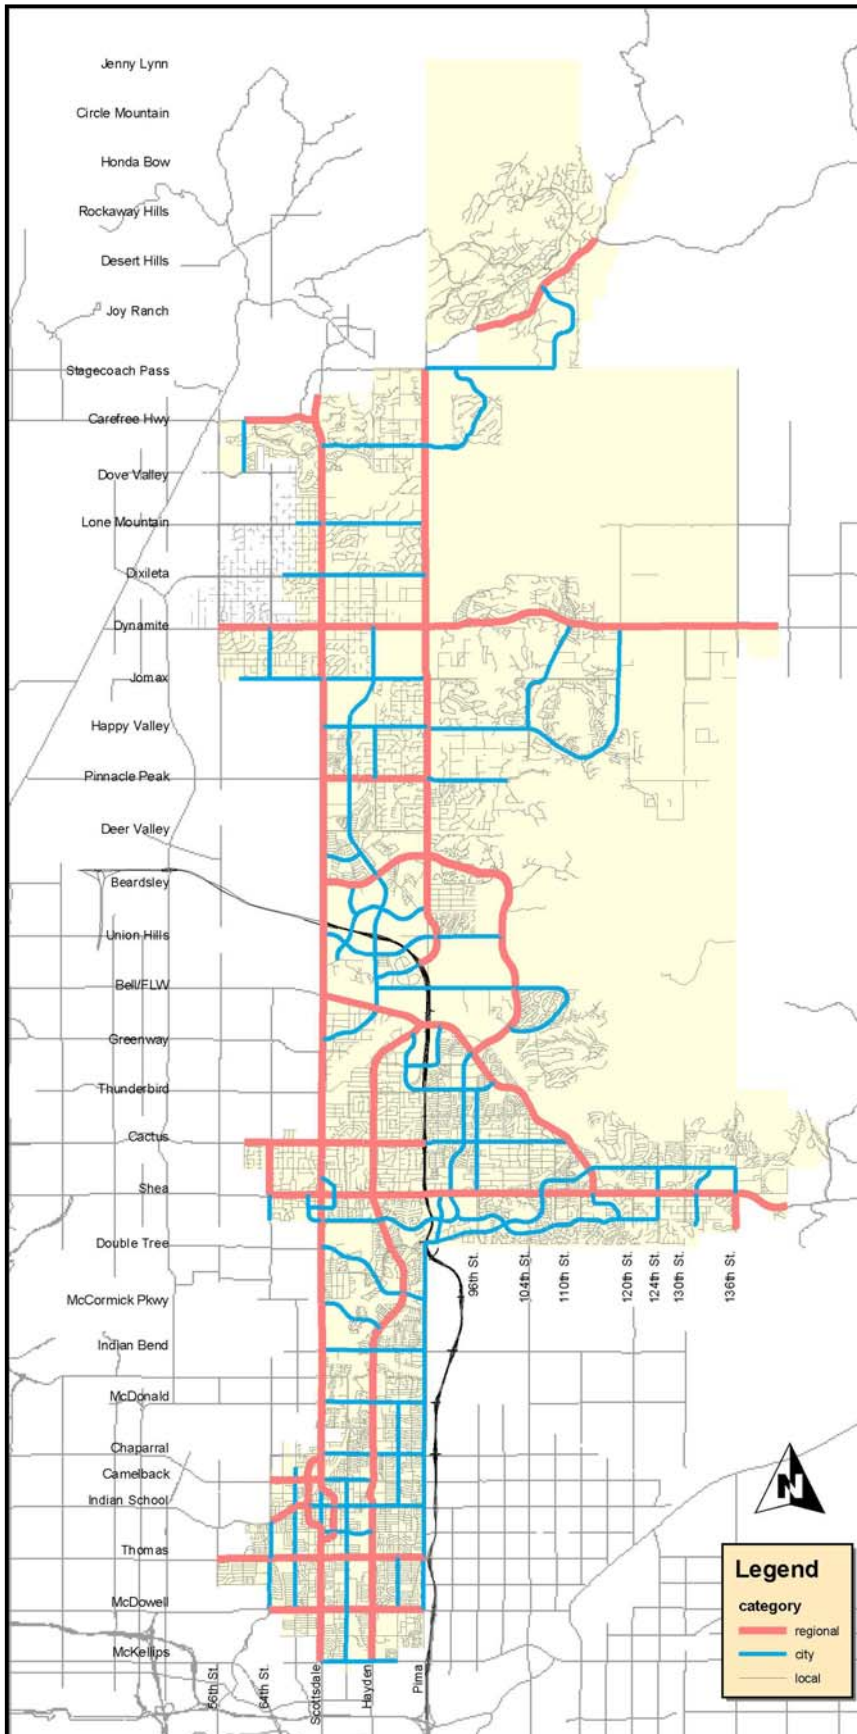 Jenny Lynn
Circle Mountain
Honda Bow
Rockaway Hills
Desert Hills
Joy Ranch
Stagecoach Pass
Carefree Hwy
Dove Valley
Lone Mountain
Dixileta
Dynamite
Jomax
Happy Valley
Pinnacle Peak
Deer Valley
Beardsley
Union Hills
Bell/FLW
Greenway
Thunderbird
Cactus
Shea
Double Tree
McCormick Pkwy
Indian Bend
McDonald
Chaparral
Camelback
Indian School
Thomas
McDowell
McKellips
56th St.
64th St.
Scottsdale
Hayden
Pima
96th St.
104th St.
110th St.
120th St.
124th St.
130th St.
136th St.
N
Legend
category
regional
city
local